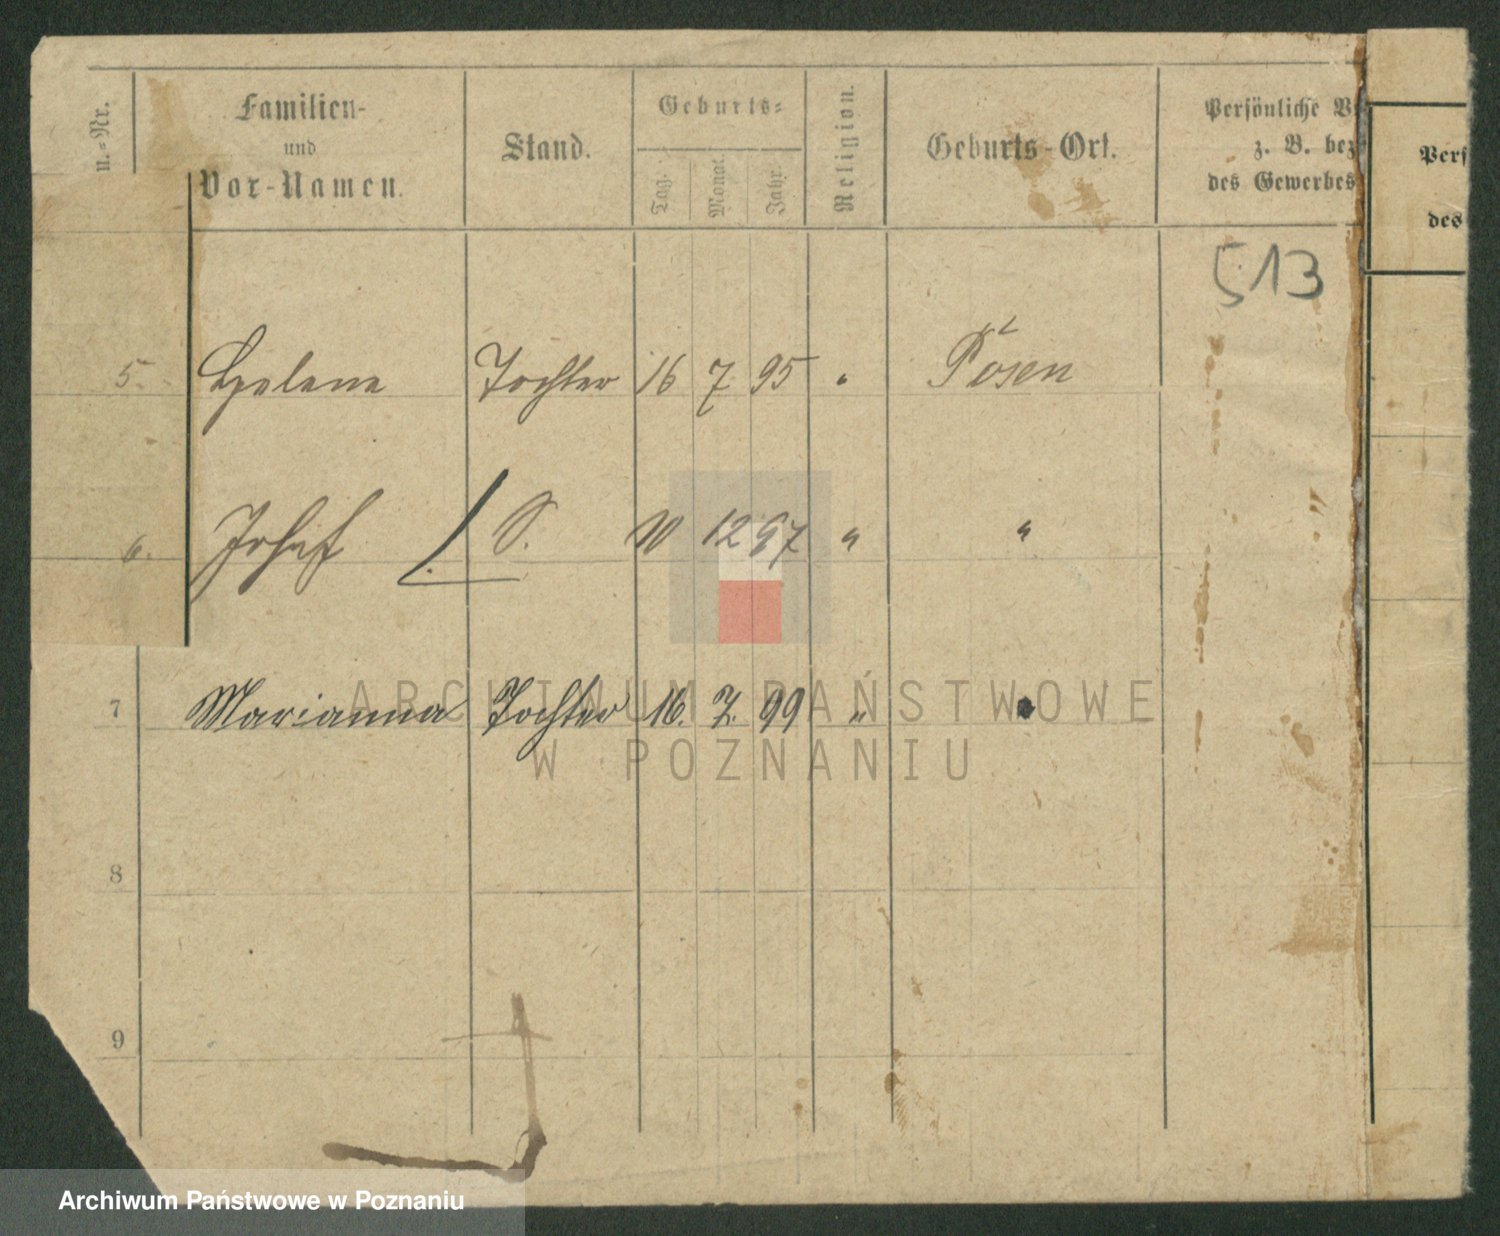 n.-Nr.
Familien-
und
Vor-Namen.
Stand.
Geburts-
Tag.
Monat.
Jahr.
Religion.
Geburts-Ort.
Persönliche V
z. B. bez
des Gewerbes
Pers
des
513
5. Helene Tochter 16 7 95 " Posen
6. Josef S. 10 12 97 " "
7 Marianna Tochter 16. 7. 99 " "
8
9
ARCHIWUM PAŃSTWOWE
W POZNANIU
Archiwum Państwowe w Poznaniu